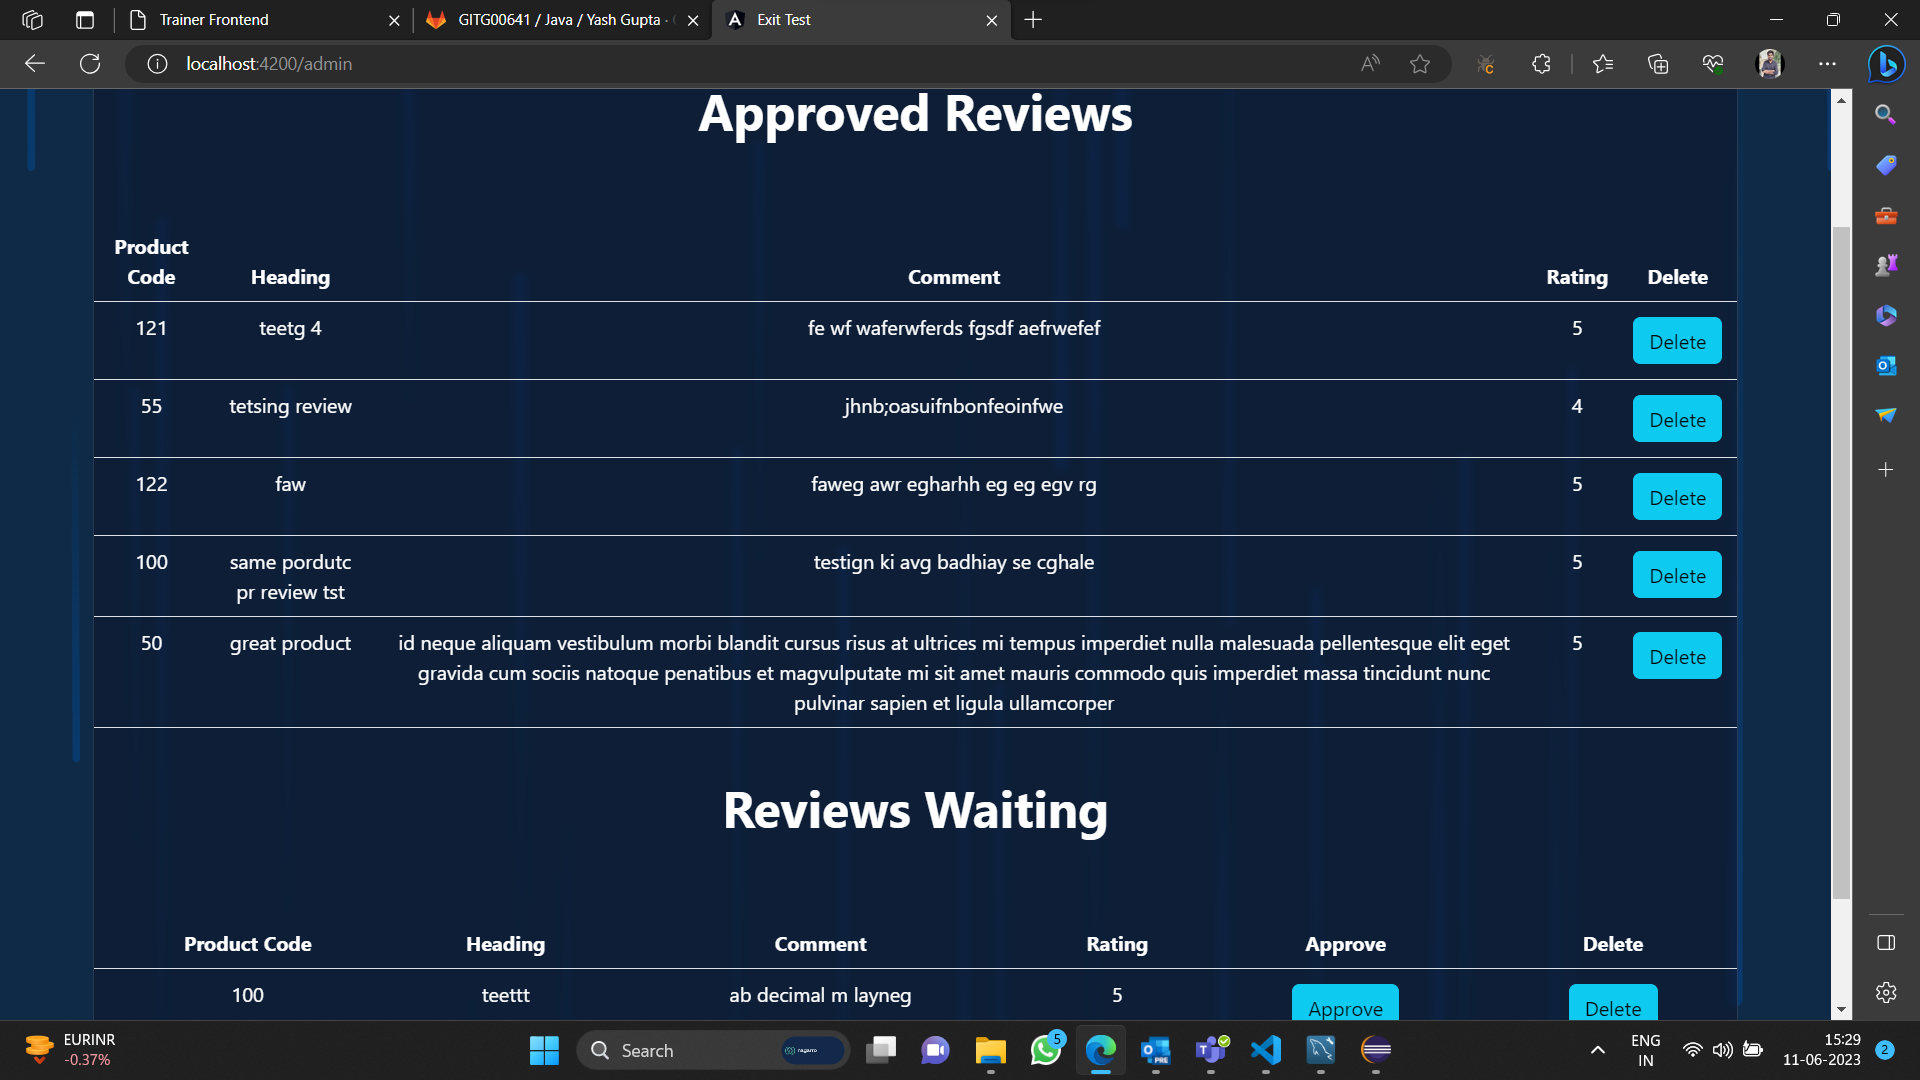 Trainer Frontend
GITG00641 / Java / Yash Gupta ·
Exit Test
localhost:4200/admin
Approved Reviews
Product Code Heading Comment Rating Delete
121 teetg 4 fe wf waferwferds fgsdf aefrwefef 5 Delete
55 tetsing review jhnb;oasuifnbonfeoinfwe 4 Delete
122 faw faweg awr egharhh eg eg egv rg 5 Delete
100 same pordutc pr review tst testign ki avg badhiay se cghale 5 Delete
50 great product id neque aliquam vestibulum morbi blandit cursus risus at ultrices mi tempus imperdiet nulla malesuada pellentesque elit eget 5 Delete
gravida cum sociis natoque penatibus et magvulputate mi sit amet mauris commodo quis imperdiet massa tincidunt nunc
pulvinar sapien et ligula ullamcorper
Reviews Waiting
Product Code Heading Comment Rating Approve Delete
100 teettt ab decimal m layneg 5 Approve Delete
EURINR
-0.37%
Search
nagarro
5
PRE
ENG
IN
15:29
11-06-2023
2